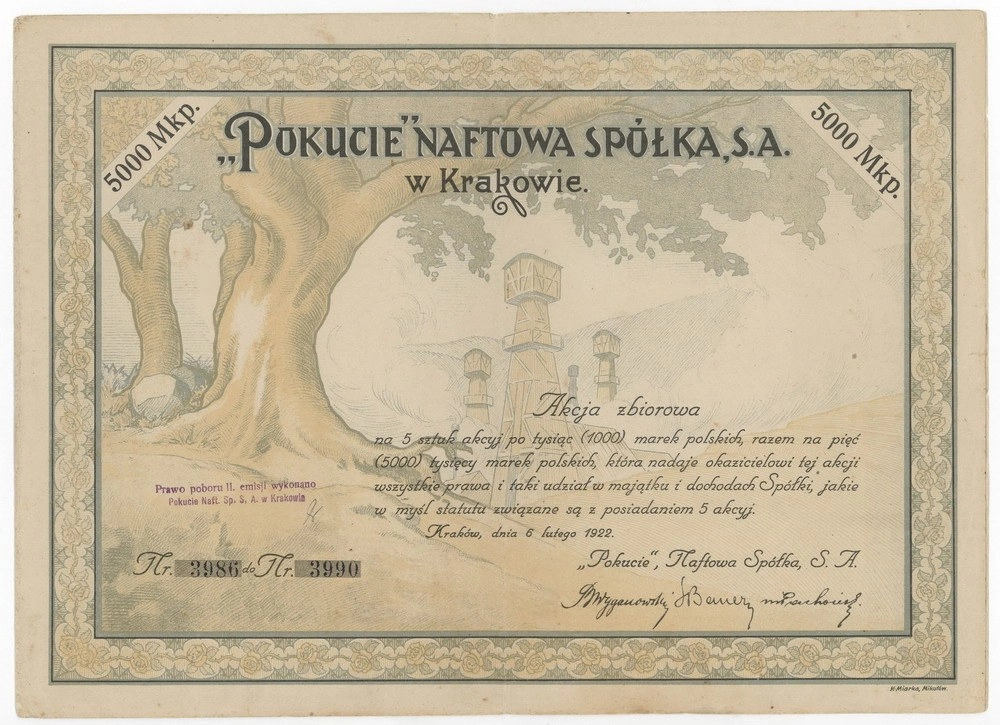 5000 Mkp.
5000 Mkp.
„POKUCIE" NAFTOWA SPÓŁKA, S.A.
w Krakowie.
Akcja zbiorowa
na 5 sztuk akcyj po tysiąc (1000) marek polskich, razem na pięć
(5000) tysięcy marek polskich, która nadaje okazicielowi tej akcji
wszystkie prawa i taki udział w majątku i dochodach Spółki, jakie
w myśl statutu związane są z posiadaniem 5 akcyj.
Kraków, dnia 6 lutego 1922.
Prawo poboru II. emisji wykonano
Pokucie Naft. Sp. S. A. w Krakowie
Nr. 3986 do Nr. 3990
„Pokucie", Naftowa Spółka, S. A.
K. Miarka, Mikołów.